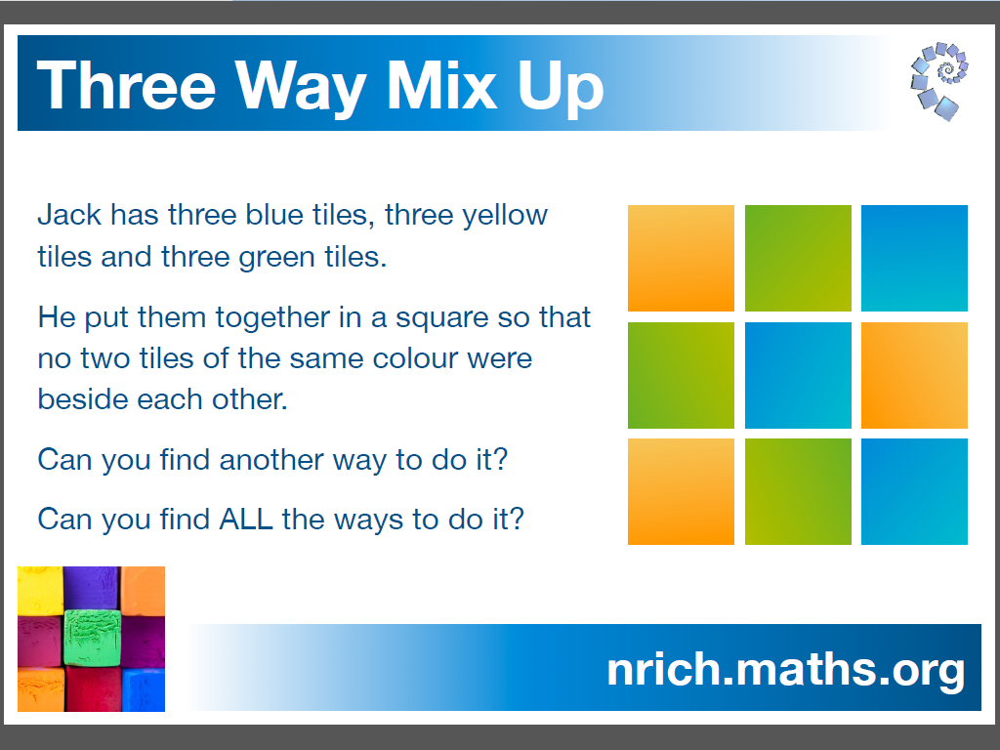 Three Way Mix Up
Jack has three blue tiles, three yellow
tiles and three green tiles.
He put them together in a square so that
no two tiles of the same colour were
beside each other.
Can you find another way to do it?
Can you find ALL the ways to do it?
nrich.maths.org